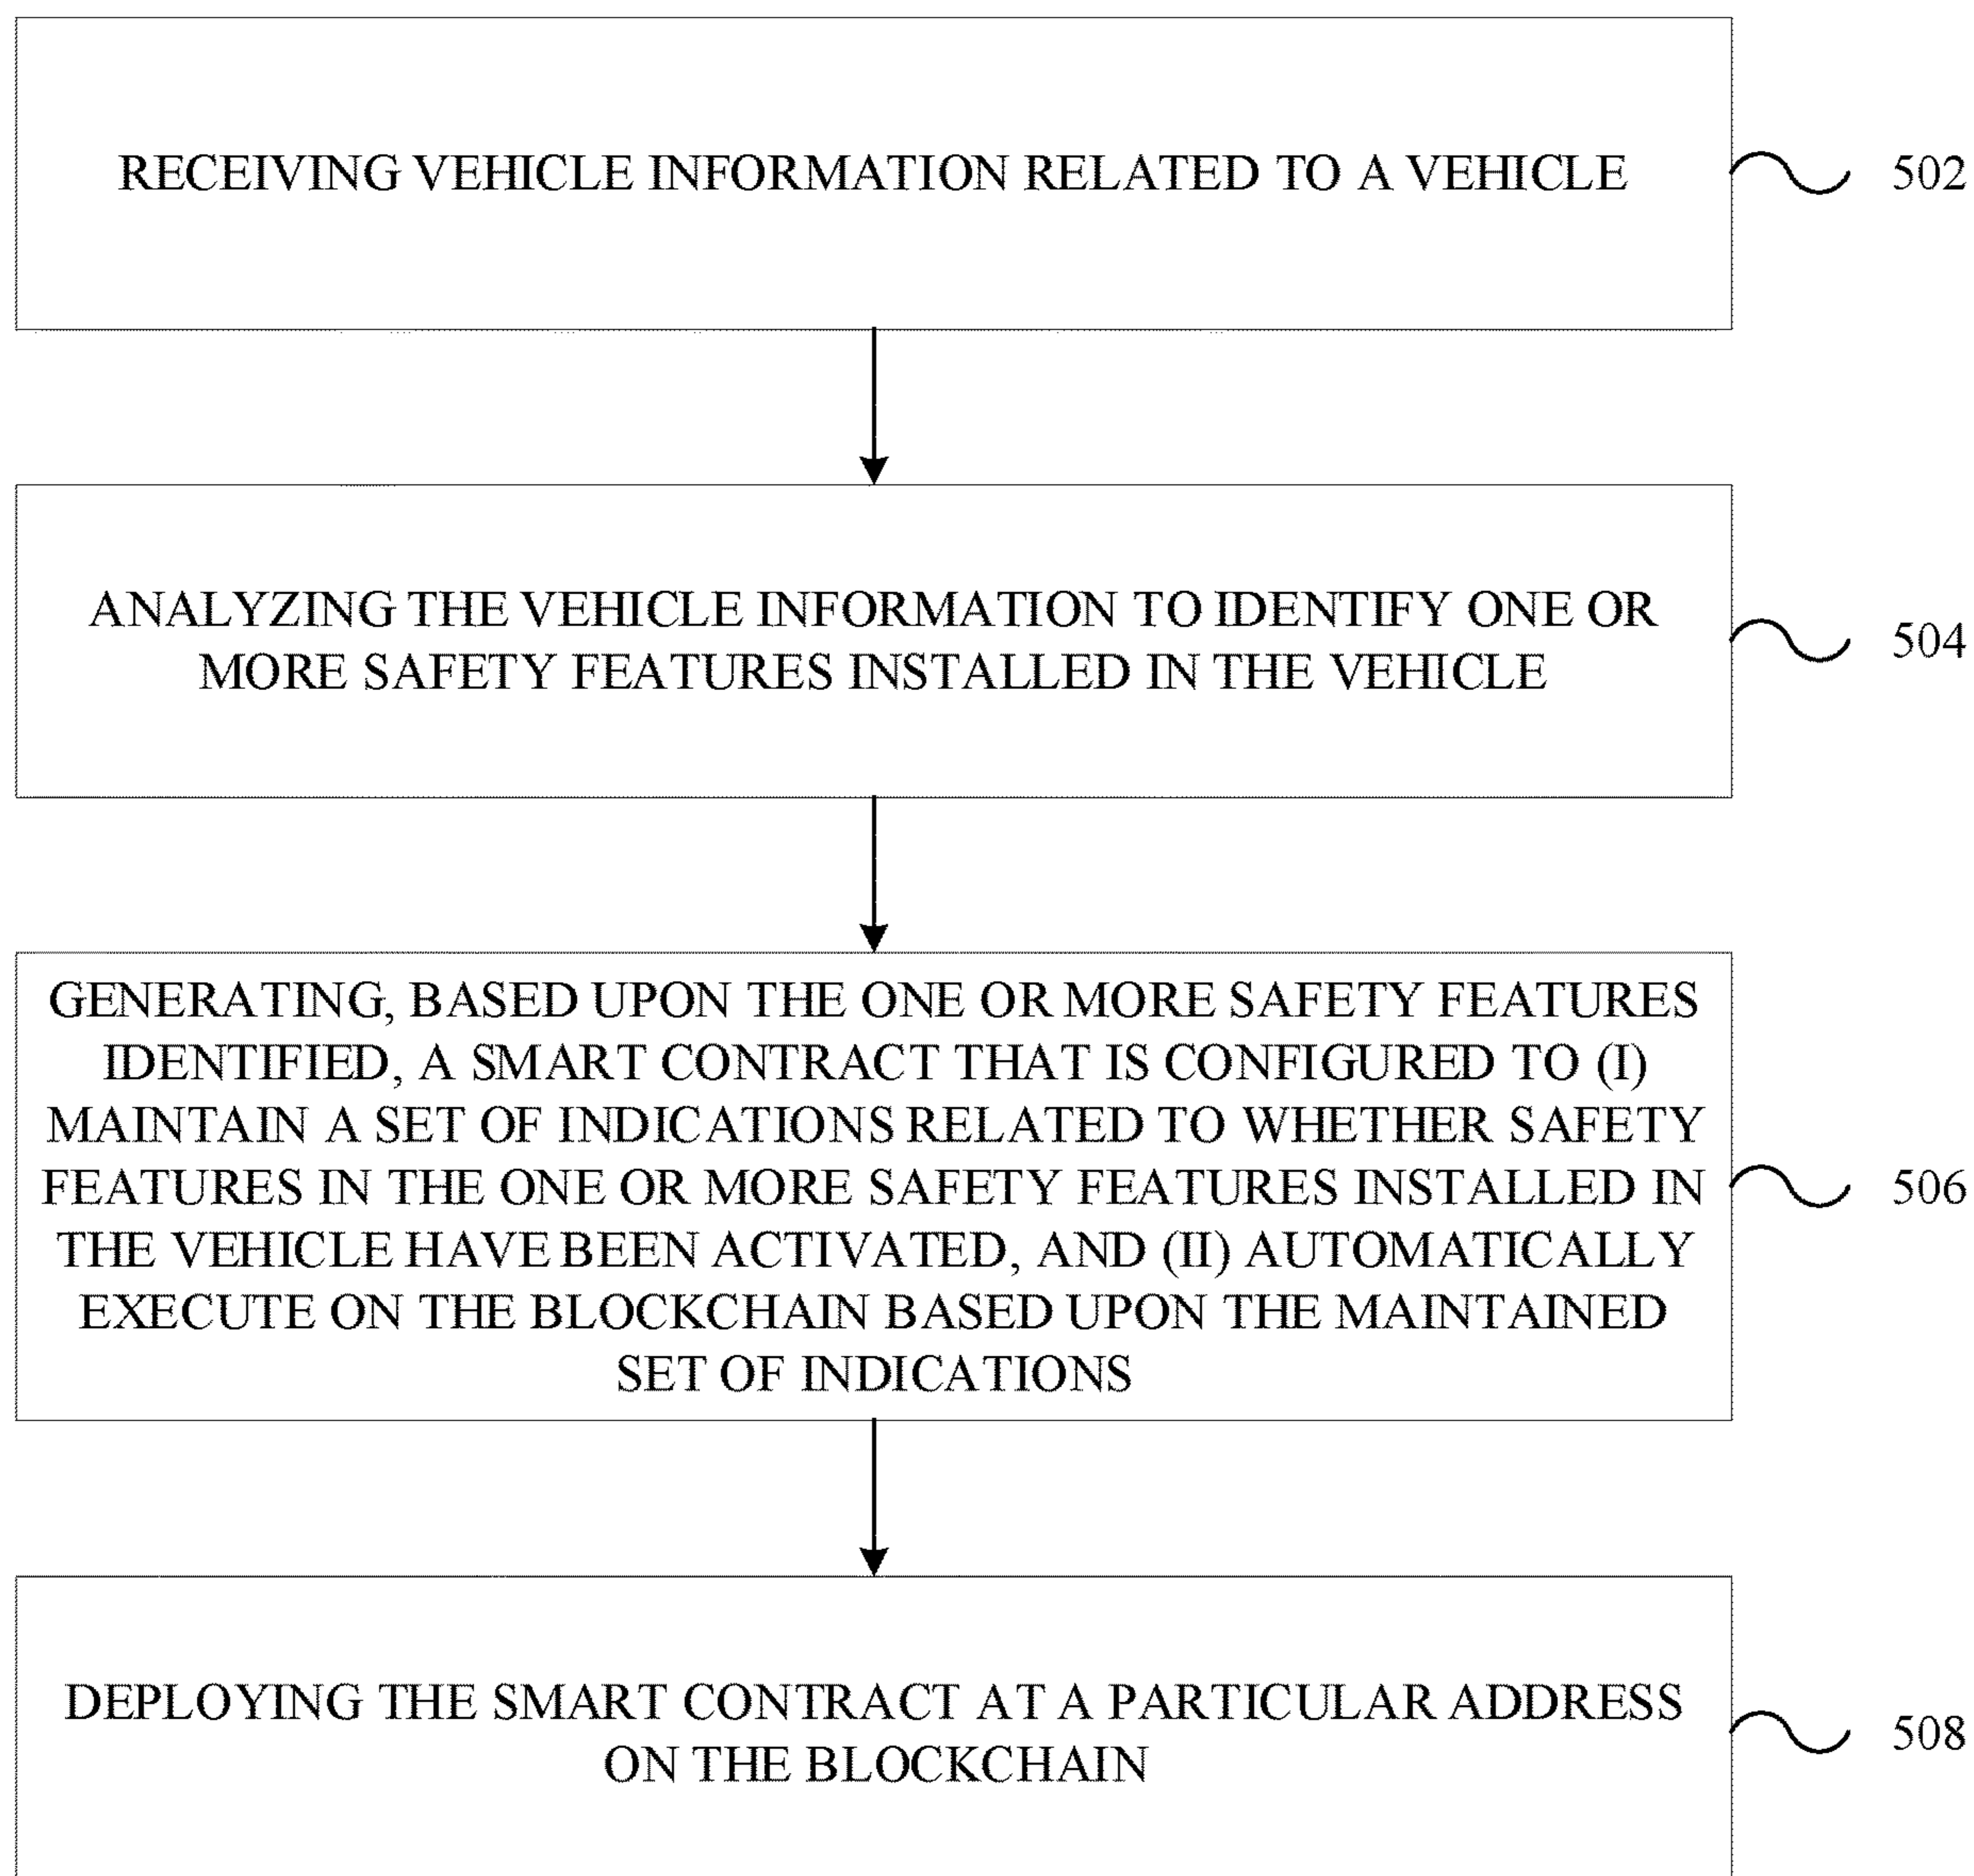 RECEIVING VEHICLE INFORMATION RELATED TO A VEHICLE
502
ANALYZING THE VEHICLE INFORMATION TO IDENTIFY ONE OR
MORE SAFETY FEATURES INSTALLED IN THE VEHICLE
504
GENERATING, BASED UPON THE ONE OR MORE SAFETY FEATURES
IDENTIFIED, A SMART CONTRACT THAT IS CONFIGURED TO (I)
MAINTAIN A SET OF INDICATIONS RELATED TO WHETHER SAFETY
FEATURES IN THE ONE OR MORE SAFETY FEATURES INSTALLED IN
THE VEHICLE HAVE BEEN ACTIVATED, AND (II) AUTOMATICALLY
EXECUTE ON THE BLOCKCHAIN BASED UPON THE MAINTAINED
SET OF INDICATIONS
506
DEPLOYING THE SMART CONTRACT AT A PARTICULAR ADDRESS
ON THE BLOCKCHAIN
508